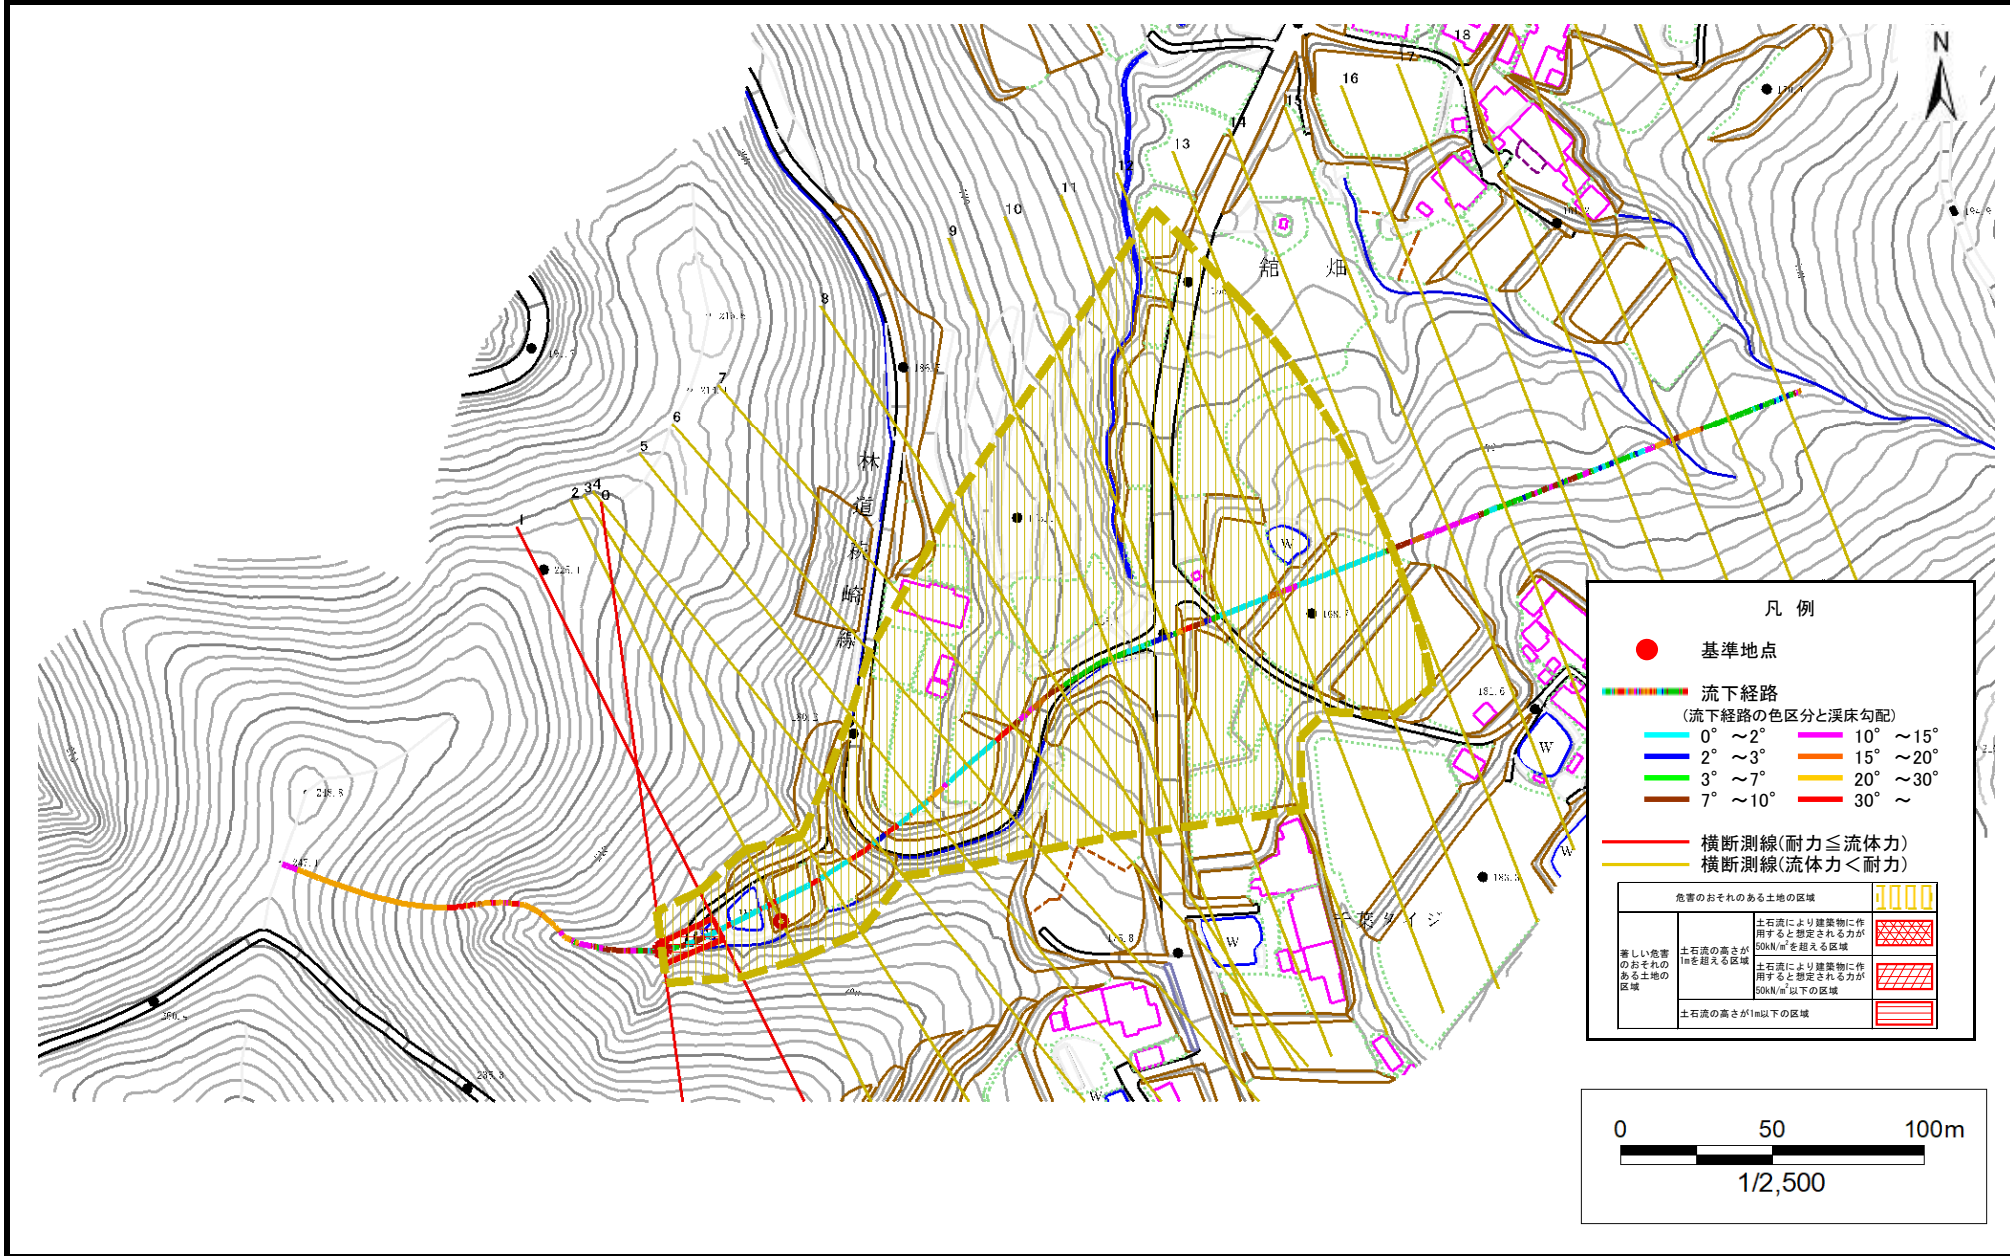 N
18
17
16
15
14
13
12
11
10
9
8
7
6
5
4
3
2
0
1
舘 畑
林
道
萩
崎
線
225.1
247.1
181.6
168.7
W
W
W
W
W
凡 例
基準地点
流下経路
(流下経路の色区分と渓床勾配)
0° ～2° 10° ～15°
2° ～3° 15° ～20°
3° ～7° 20° ～30°
7° ～10° 30° ～
横断測線(耐力≦流体力)
横断測線(流体力＜耐力)
危害のおそれのある土地の区域
著しい危害
のおそれの
ある土地の
区域
土石流の高さが
1mを超える区域
土石流により建築物に作
用すると想定される力が
50kN/m²を超える区域
土石流により建築物に作
用すると想定される力が
50kN/m²以下の区域
土石流の高さが1m以下の区域
0 50 100m
1/2,500